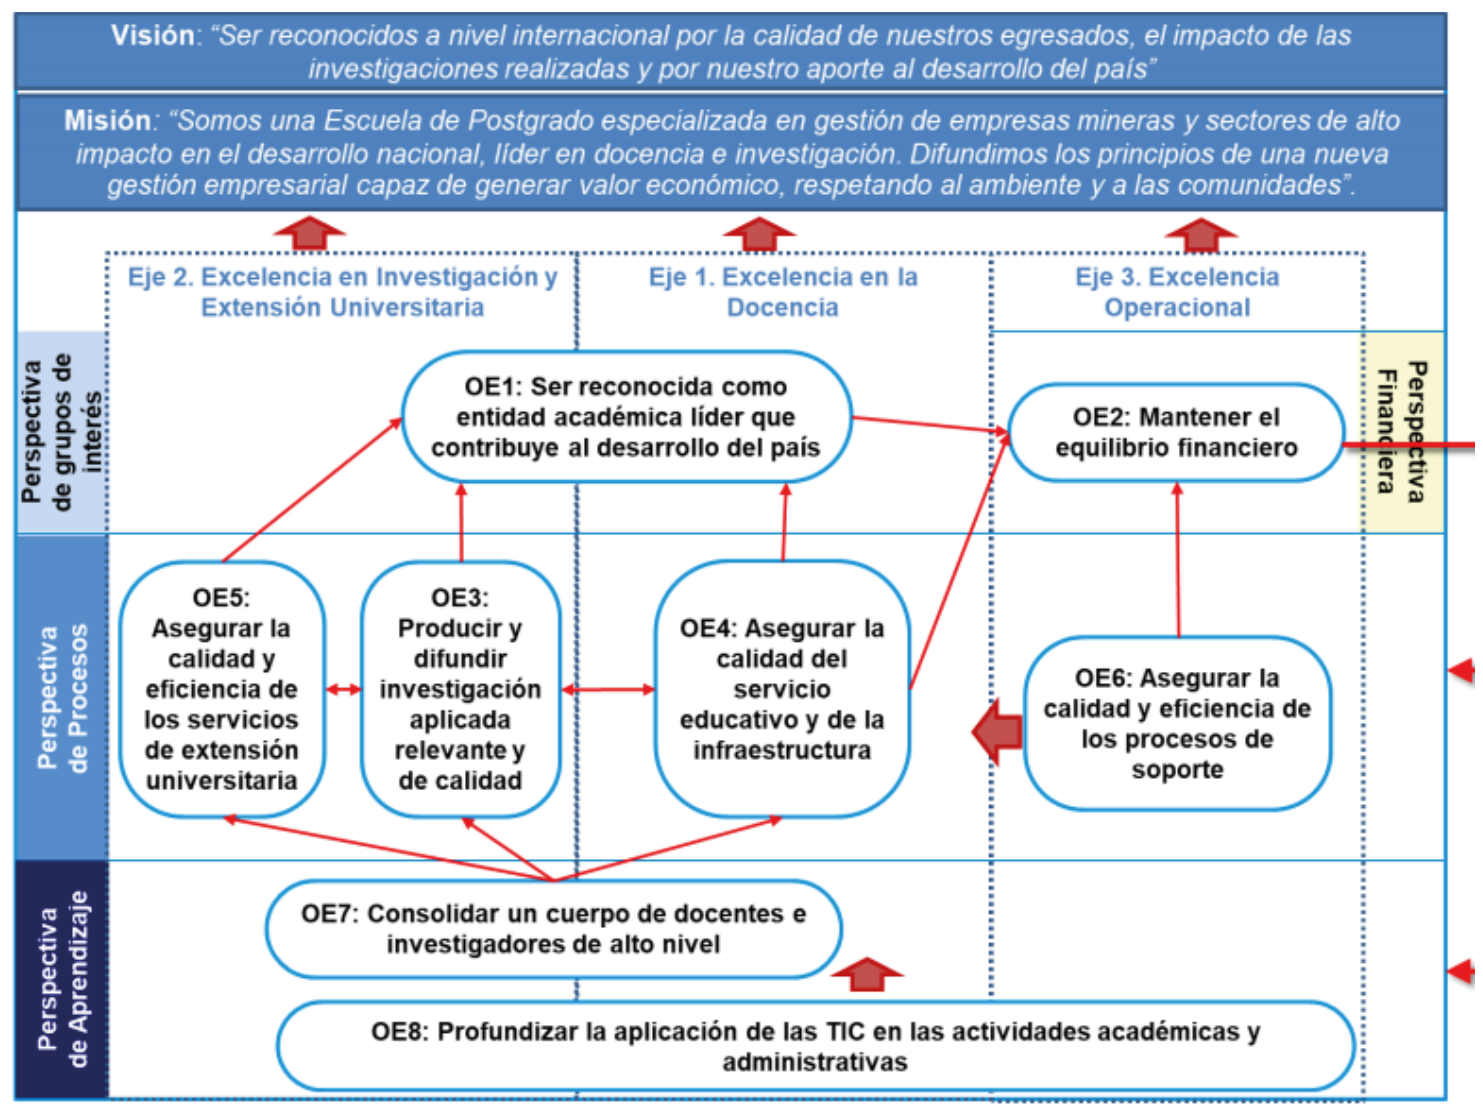 Visión: “Ser reconocidos a nivel internacional por la calidad de nuestros egresados, el impacto de las
investigaciones realizadas y por nuestro aporte al desarrollo del país”
Misión: “Somos una Escuela de Postgrado especializada en gestión de empresas mineras y sectores de alto
impacto en el desarrollo nacional, líder en docencia e investigación. Difundimos los principios de una nueva
gestión empresarial capaz de generar valor económico, respetando al ambiente y a las comunidades”.
Eje 2. Excelencia en Investigación y
Extensión Universitaria
Eje 1. Excelencia en la
Docencia
Eje 3. Excelencia
Operacional
Perspectiva
de grupos de
interés
OE1: Ser reconocida como
entidad académica líder que
contribuye al desarrollo del país
OE2: Mantener el
equilibrio financiero
Perspectiva
Financiera
Perspectiva
de Procesos
OE5:
Asegurar la
calidad y
eficiencia de
los servicios
de extensión
universitaria
OE3:
Producir y
difundir
investigación
aplicada
relevante y
de calidad
OE4: Asegurar la
calidad del
servicio
educativo y de la
infraestructura
OE6: Asegurar la
calidad y eficiencia de
los procesos de
soporte
Perspectiva
de Aprendizaje
OE7: Consolidar un cuerpo de docentes e
investigadores de alto nivel
OE8: Profundizar la aplicación de las TIC en las actividades académicas y
administrativas